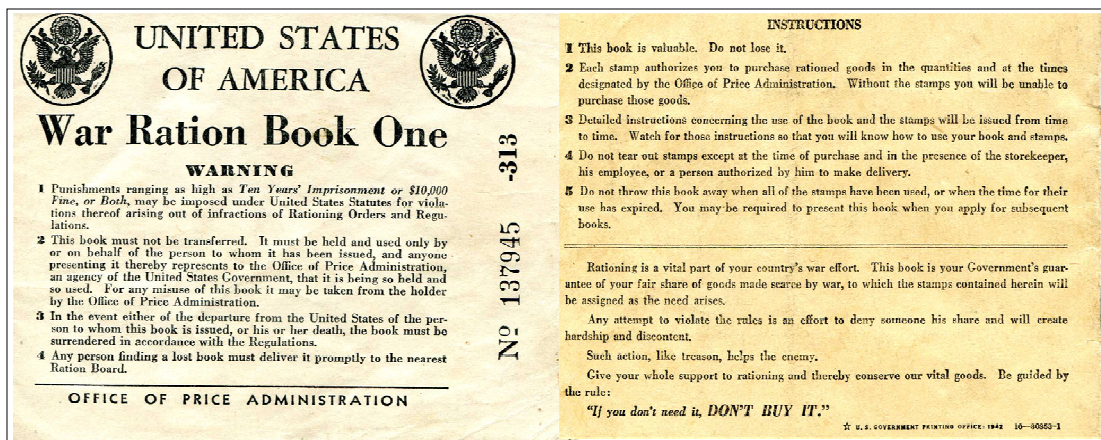 UNITED STATES
OF AMERICA
War Ration Book One
WARNING
1 Punishments ranging as high as Ten Years' Imprisonment or $10,000
Fine, or Both, may be imposed under United States Statutes for viola-
tions thereof arising out of infractions of Rationing Orders and Regu-
lations.
2 This book must not be transferred. It must be held and used only by
or on behalf of the person to whom it has been issued, and anyone
presenting it thereby represents to the Office of Price Administration,
an agency of the United States Government, that it is being so held and
so used. For any misuse of this book it may be taken from the holder
by the Office of Price Administration.
3 In the event either of the departure from the United States of the per-
son to whom this book is issued, or his or her death, the book must be
surrendered in accordance with the Regulations.
4 Any person finding a lost book must deliver it promptly to the nearest
Ration Board.
OFFICE OF PRICE ADMINISTRATION
No 137945 -313
INSTRUCTIONS
1 This book is valuable. Do not lose it.
2 Each stamp authorizes you to purchase rationed goods in the quantities and at the times
designated by the Office of Price Administration. Without the stamps you will be unable to
purchase those goods.
3 Detailed instructions concerning the use of the book and the stamps will be issued from time
to time. Watch for those instructions so that you will know how to use your book and stamps.
4 Do not tear out stamps except at the time of purchase and in the presence of the storekeeper,
his employee, or a person authorized by him to make delivery.
5 Do not throw this book away when all of the stamps have been used, or when the time for their
use has expired. You may be required to present this book when you apply for subsequent
books.
Rationing is a vital part of your country's war effort. This book is your Government's guar-
antee of your fair share of goods made scarce by war, to which the stamps contained herein will
be assigned as the need arises.
Any attempt to violate the rules is an effort to deny someone his share and will create
hardship and discontent.
Such action, like treason, helps the enemy.
Give your whole support to rationing and thereby conserve our vital goods. Be guided by
the rule:
"If you don't need it, DON'T BUY IT."
☆ U.S. GOVERNMENT PRINTING OFFICE: 1942 16—30853-1